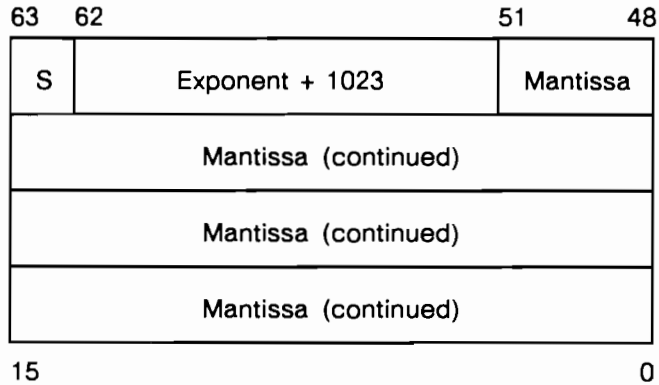 63 62 51 48
S Exponent + 1023 Mantissa
Mantissa (continued)
Mantissa (continued)
Mantissa (continued)
15 0